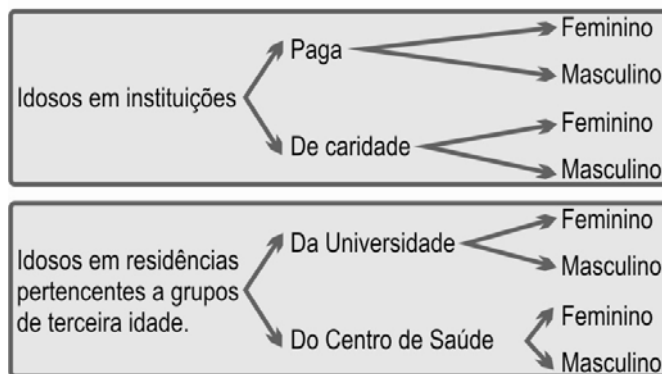 Feminino
Paga
Masculino
Idosos em instituições
Feminino
De caridade
Masculino
Feminino
Da Universidade
Idosos em residências
Masculino
pertencentes a grupos
de terceira idade.
Feminino
Do Centro de Saúde
Masculino